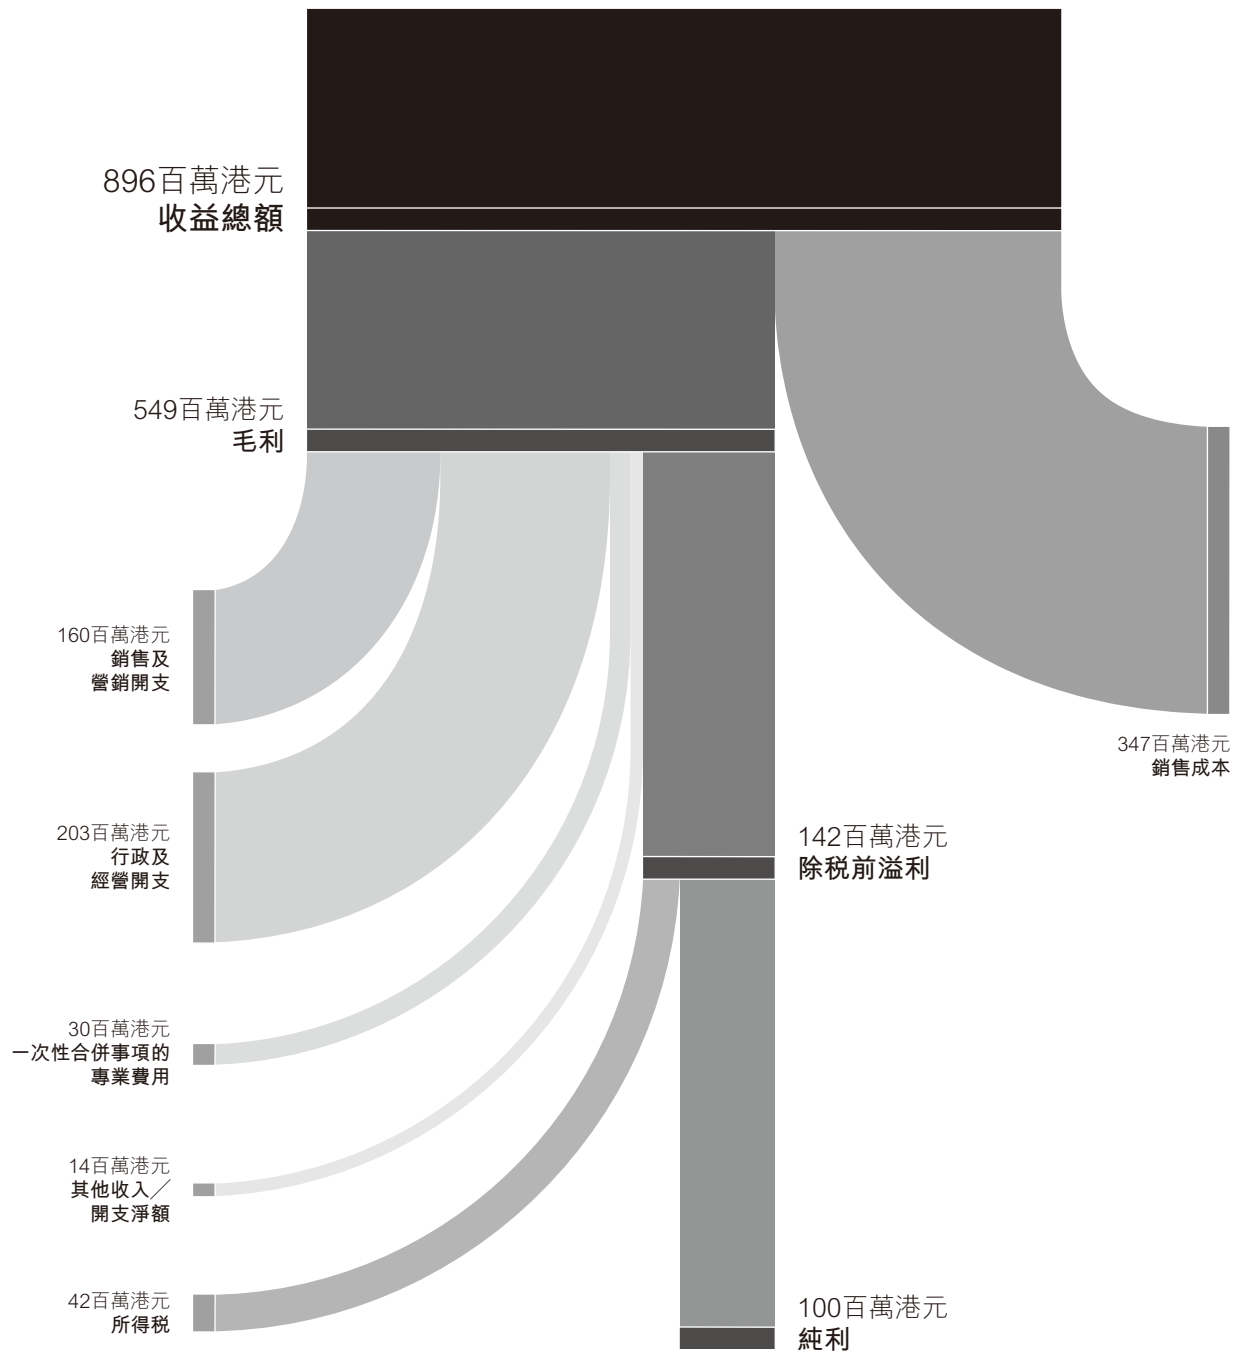 896百萬港元
收益總額
549百萬港元
毛利
160百萬港元
銷售及
營銷開支
347百萬港元
銷售成本
203百萬港元
行政及
經營開支
142百萬港元
除税前溢利
30百萬港元
一次性合併事項的
專業費用
14百萬港元
其他收入／
開支淨額
42百萬港元
所得税
100百萬港元
純利